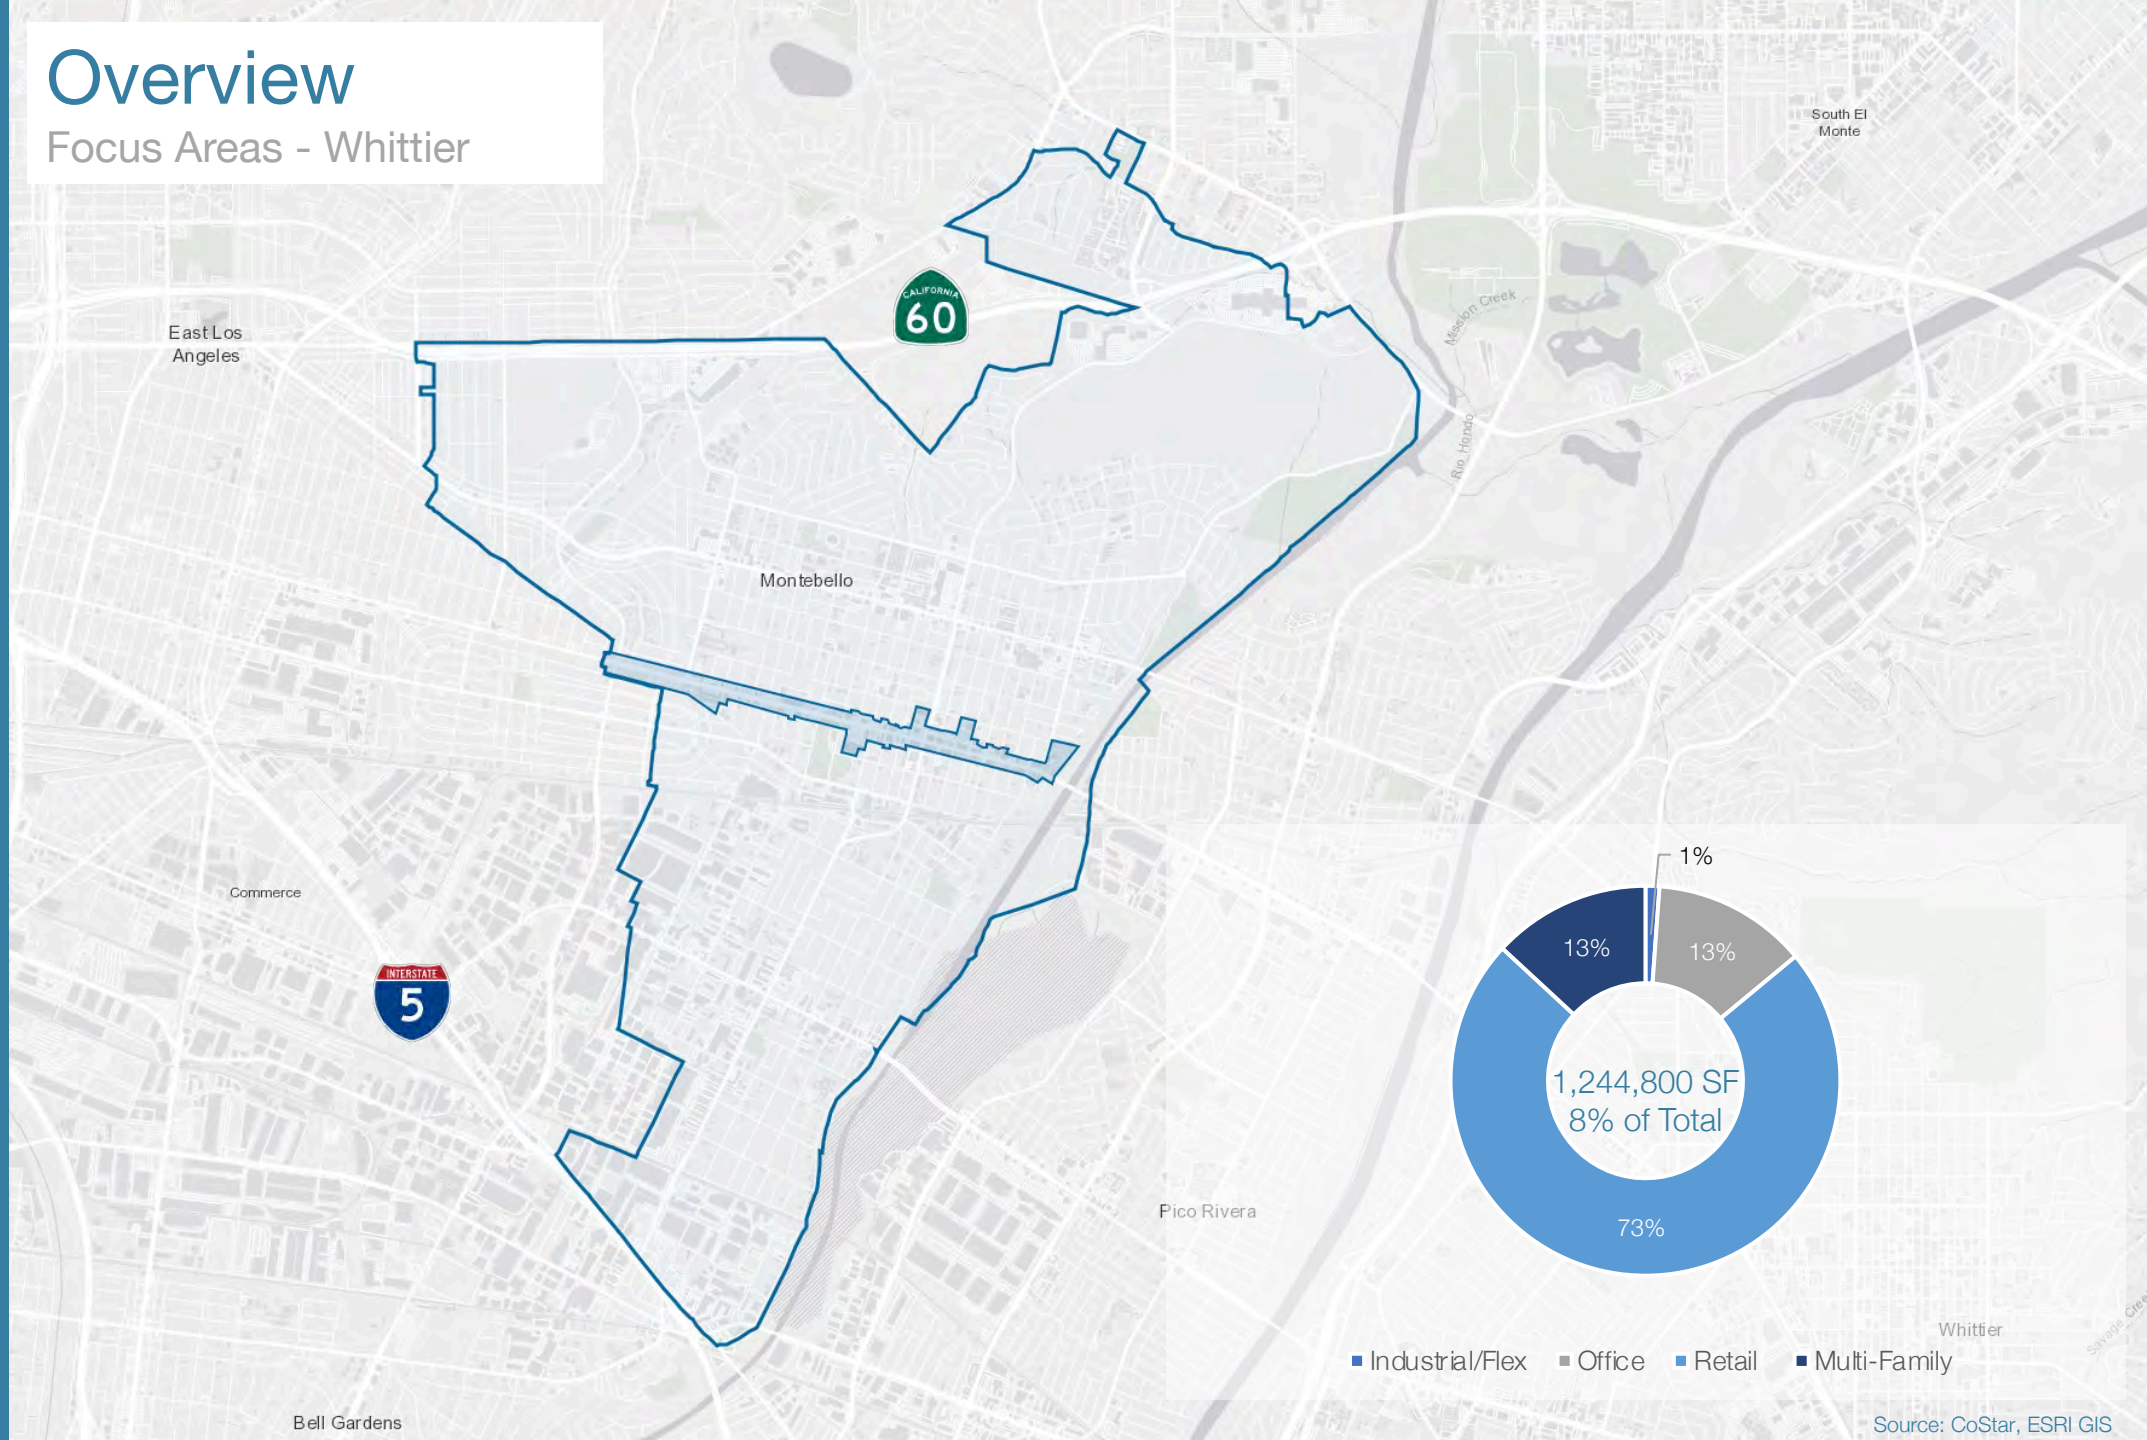 Overview
Focus Areas - Whittier
South El
Monte
CALIFORNIA
60
East Los
Angeles
Mission Creek
Rio Hondo
Montebello
Commerce
INTERSTATE
5
1%
13%
13%
1,244,800 SF
8% of Total
73%
Pico Rivera
Whittier
Industrial/Flex
Office
Retail
Multi-Family
Bell Gardens
Source: CoStar, ESRI GIS